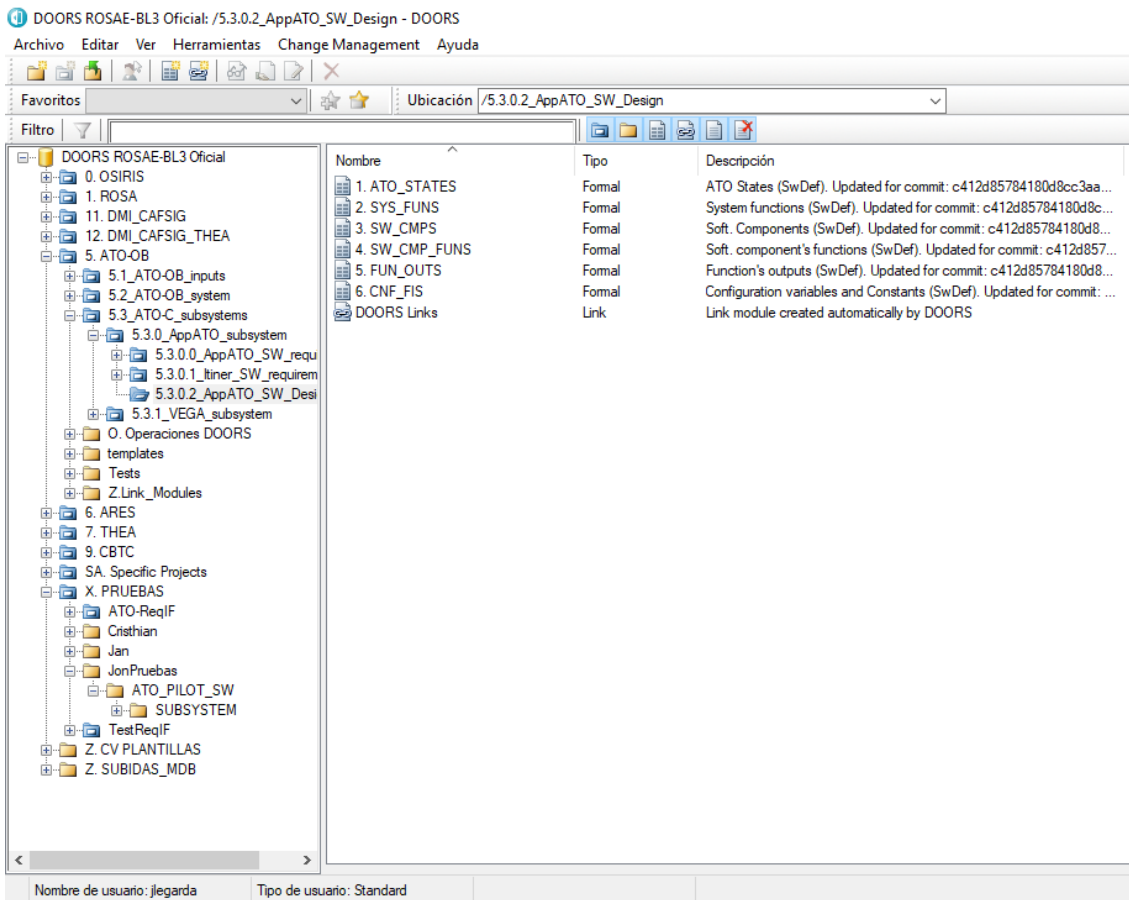 DOORS ROSAE-BL3 Oficial: /5.3.0.2_AppATO_SW_Design - DOORS
Archivo Editar Ver Herramientas Change Management Ayuda
Favoritos Ubicación /5.3.0.2_AppATO_SW_Design
Filtro
DOORS ROSAE-BL3 Oficial
0. OSIRIS
1. ROSA
11. DMI_CAFSIG
12. DMI_CAFSIG_THEA
5. ATO-OB
5.1_ATO-OB_inputs
5.2_ATO-OB_system
5.3_ATO-C_subsystems
5.3.0_AppATO_subsystem
5.3.0.0_AppATO_SW_requ
5.3.0.1_Itiner_SW_requirem
5.3.0.2_AppATO_SW_Desi
5.3.1_VEGA_subsystem
O. Operaciones DOORS
templates
Tests
Z.Link_Modules
6. ARES
7. THEA
9. CBTC
SA. Specific Projects
X. PRUEBAS
ATO-ReqIF
Cristhian
Jan
JonPruebas
ATO_PILOT_SW
SUBSYSTEM
TestReqIF
Z. CV PLANTILLAS
Z. SUBIDAS_MDB
Nombre Tipo Descripción
1. ATO_STATES Formal ATO States (SwDef). Updated for commit: c412d85784180d8cc3aa...
2. SYS_FUNS Formal System functions (SwDef). Updated for commit: c412d85784180d8c...
3. SW_CMPS Formal Soft. Components (SwDef). Updated for commit: c412d85784180d8...
4. SW_CMP_FUNS Formal Soft. component's functions (SwDef). Updated for commit: c412d857...
5. FUN_OUTS Formal Function's outputs (SwDef). Updated for commit: c412d85784180d8...
6. CNF_FIS Formal Configuration variables and Constants (SwDef). Updated for commit: ...
DOORS Links Link Link module created automatically by DOORS
Nombre de usuario: jlegarda Tipo de usuario: Standard